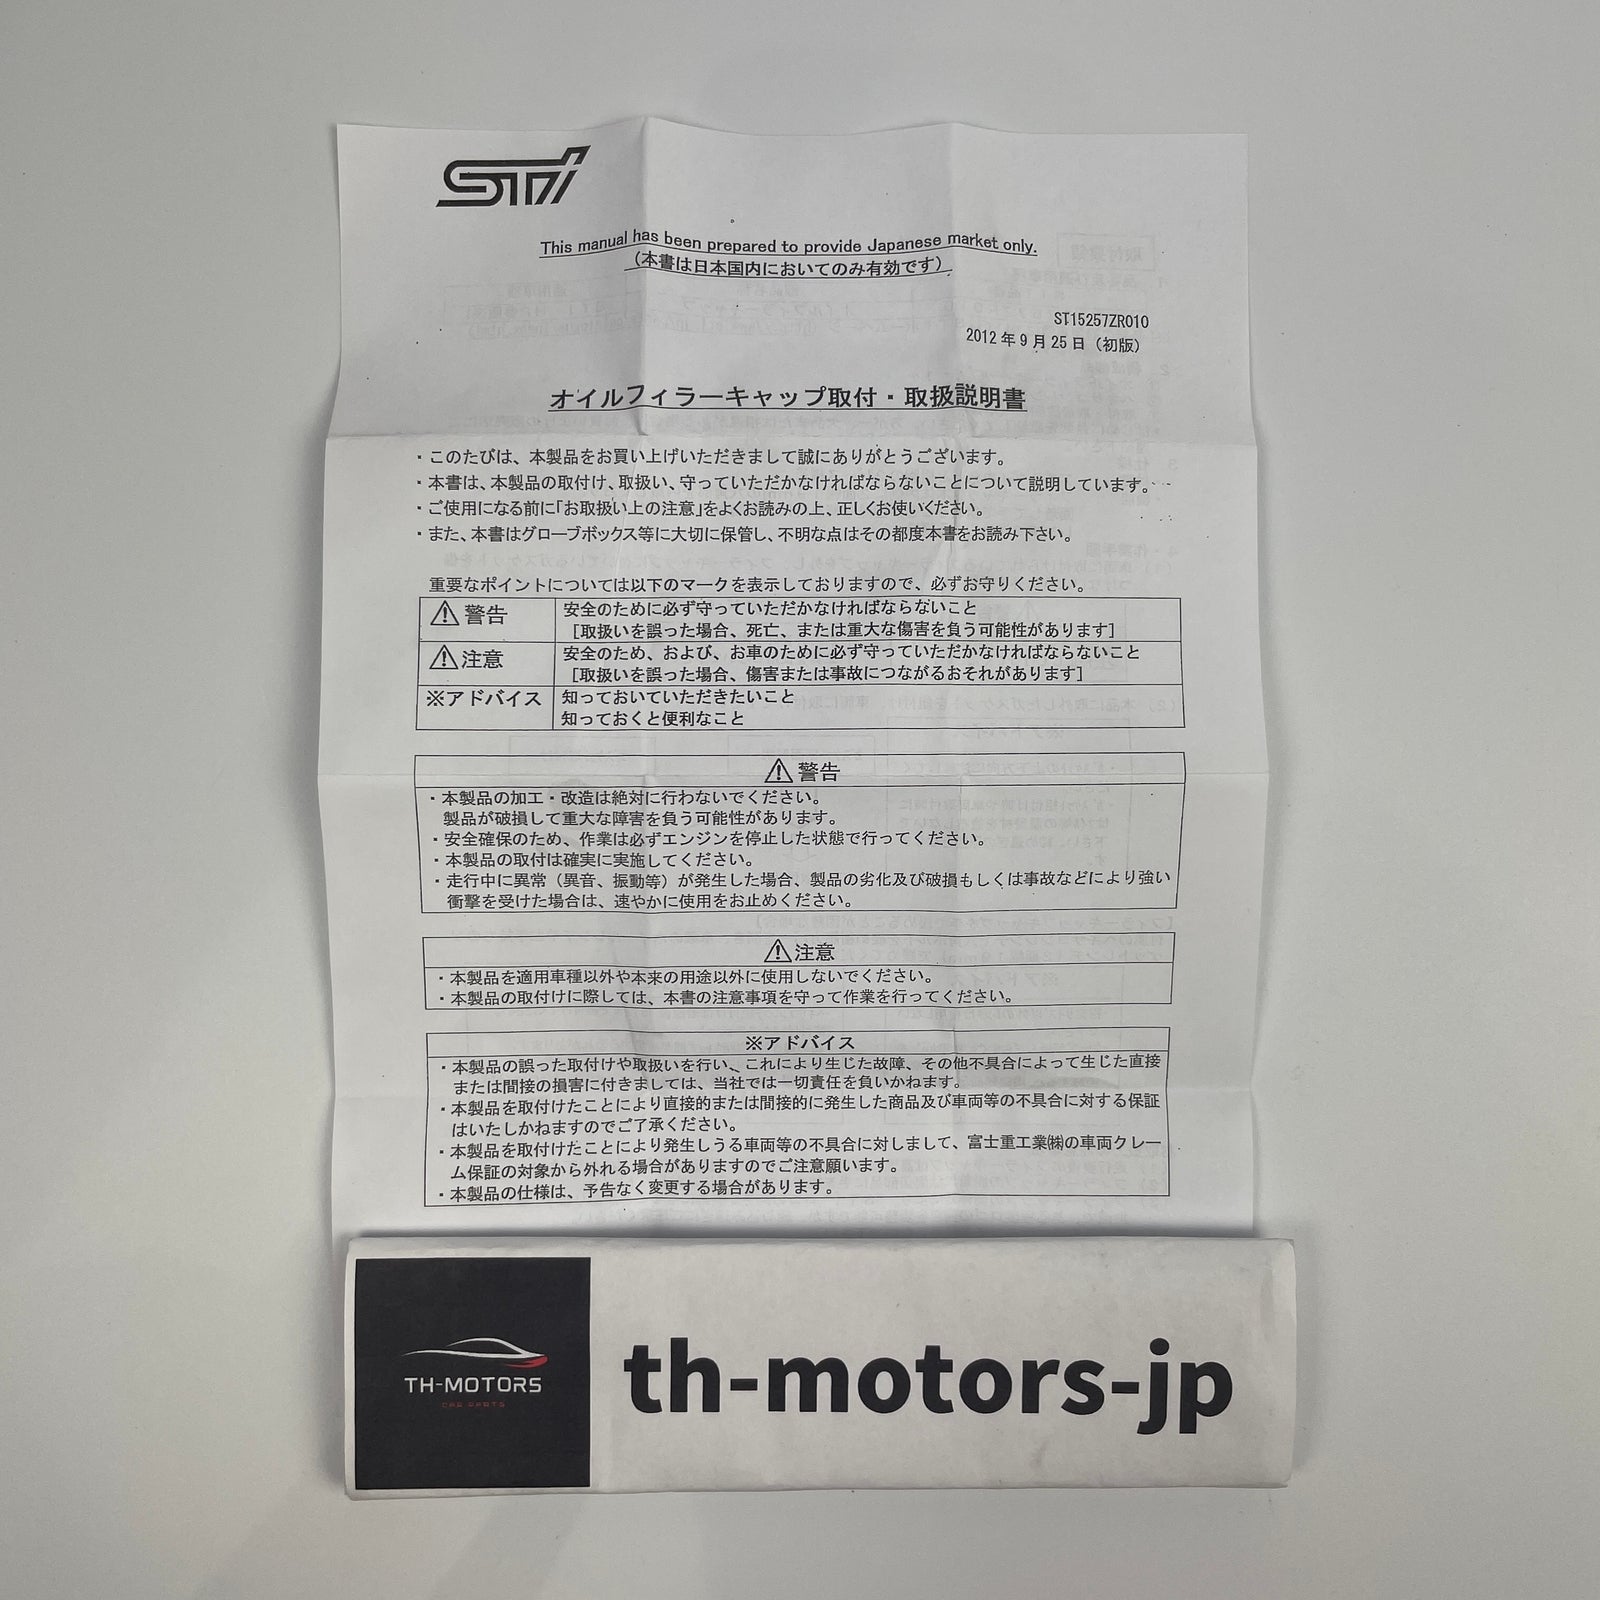 STI
This manual has been prepared to provide Japanese market only.
(本書は日本国内においてのみ有効です)
ST15257ZR010
2012年9月25日(初版)
オイルフィラーキャップ取付・取扱説明書
・このたびは、本製品をお買い上げいただきまして誠にありがとうございます。
・本書は、本製品の取付け、取扱い、守っていただかなければならないことについて説明しています。
・ご使用になる前に「お取扱い上の注意」をよくお読みの上、正しくお使いください。
・また、本書はグローブボックス等に大切に保管し、不明な点はその都度本書をお読み下さい。
重要なポイントについては以下のマークを表示しておりますので、必ずお守りください。
⚠警告 安全のために必ず守っていただかなければならないこと
[取扱いを誤った場合、死亡、または重大な傷害を負う可能性があります]
⚠注意 安全のため、および、お車のために必ず守っていただかなければならないこと
[取扱いを誤った場合、傷害または事故につながるおそれがあります]
※アドバイス 知っておいていただきたいこと
知っておくと便利なこと
⚠警告
・本製品の加工・改造は絶対に行わないでください。
製品が破損して重大な障害を負う可能性があります。
・安全確保のため、作業は必ずエンジンを停止した状態で行ってください。
・本製品の取付は確実に実施してください。
・走行中に異常(異音、振動等)が発生した場合、製品の劣化及び破損もしくは事故などにより強い
衝撃を受けた場合は、速やかに使用をお止めください。
⚠注意
・本製品を適用車種以外や本来の用途以外に使用しないでください。
・本製品の取付けに際しては、本書の注意事項を守って作業を行ってください。
※アドバイス
・本製品の誤った取付けや取扱いを行い、これにより生じた故障、その他不具合によって生じた直接
または間接の損害に付きましては、当社では一切責任を負いかねます。
・本製品を取付けたことにより直接的または間接的に発生した商品及び車両等の不具合に対する保証
はいたしかねますのでご了承ください。
・本製品を取付けたことにより発生しうる車両等の不具合に対しまして、富士重工業㈱の車両クレー
ム保証の対象から外れる場合がありますのでご注意願います。
・本製品の仕様は、予告なく変更する場合があります。
TH-MOTORS
CAR PARTS
th-motors-jp